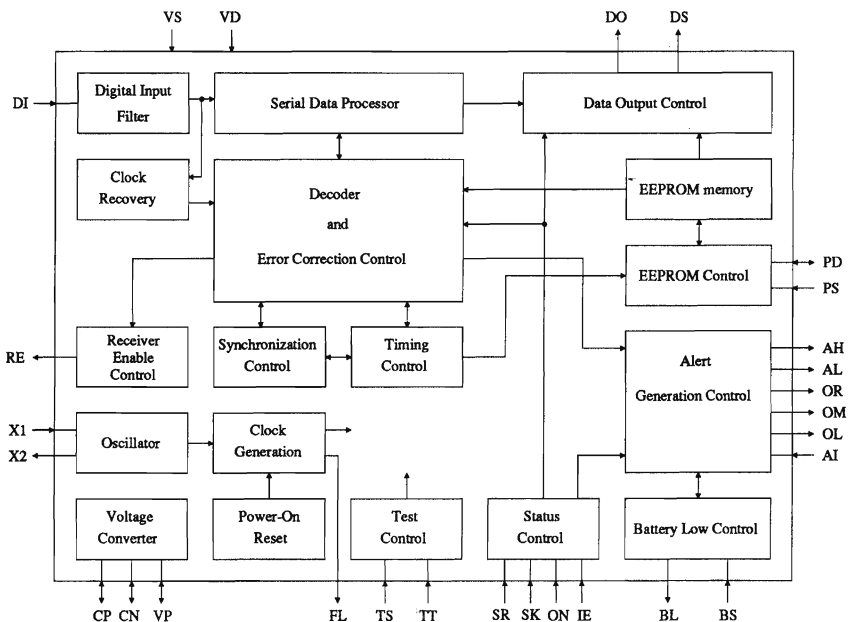 VS
VD
DO
DS
DI
Digital Input
Filter
Serial Data Processor
Data Output Control
Clock
Recovery
Decoder
and
Error Correction Control
EEPROM memory
EEPROM Control
PD
PS
RE
Receiver
Enable
Control
Synchronization
Control
Timing
Control
Alert
Generation Control
AH
AL
OR
OM
OL
AI
X1
X2
Oscillator
Clock
Generation
Voltage
Converter
Power-On
Reset
Test
Control
Status
Control
Battery Low Control
CP
CN
VP
FL
TS
TT
SR
SK
ON
IE
BL
BS